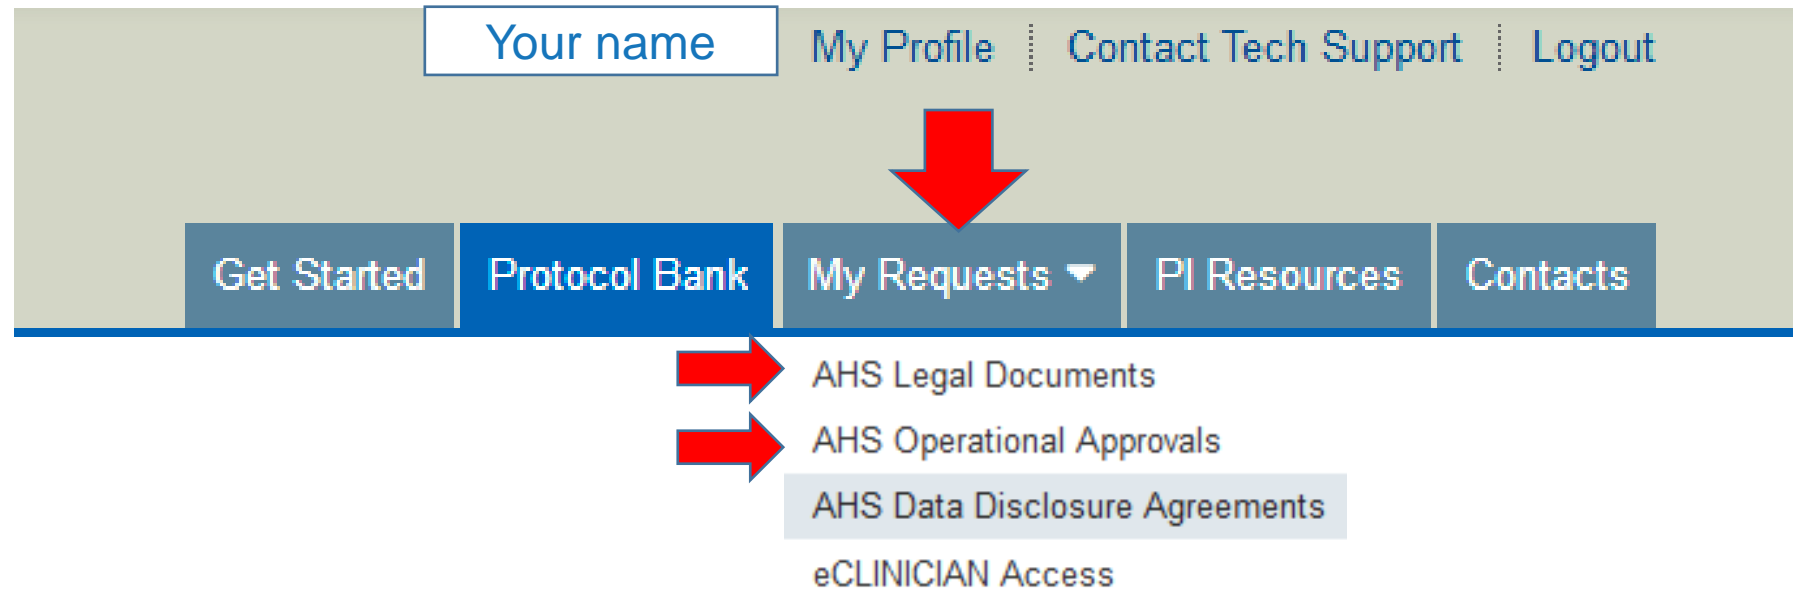 Your name My Profile Contact Tech Support Logout
Get Started Protocol Bank My Requests PI Resources Contacts
AHS Legal Documents
AHS Operational Approvals
AHS Data Disclosure Agreements
eCLINICIAN Access